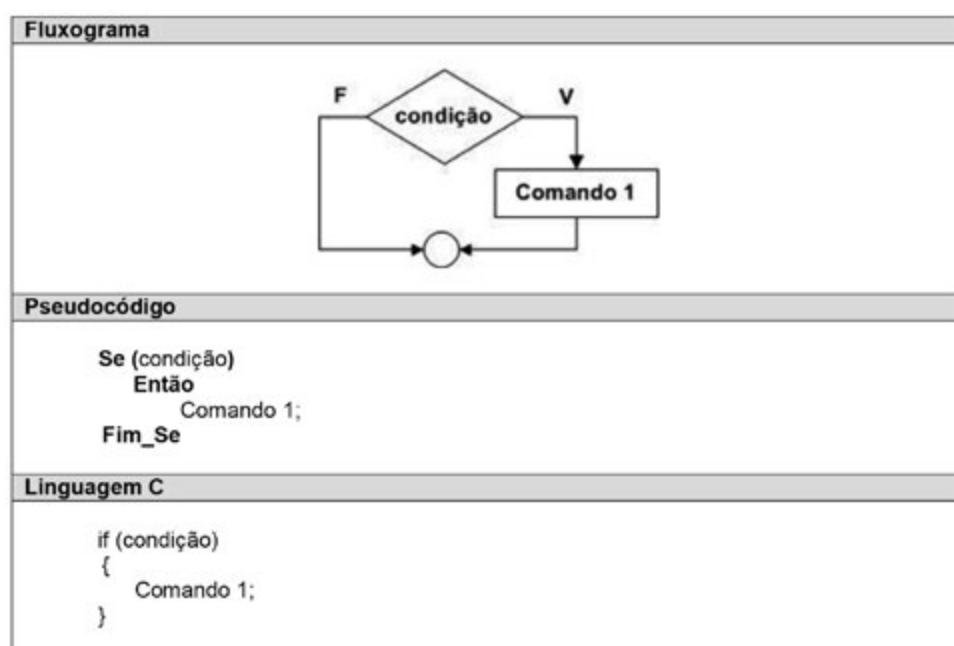 Fluxograma
F
V
condição
Comando 1
Pseudocódigo
Se (condição)
Então
Comando 1;
Fim_Se
Linguagem C
if (condição)
{
Comando 1;
}